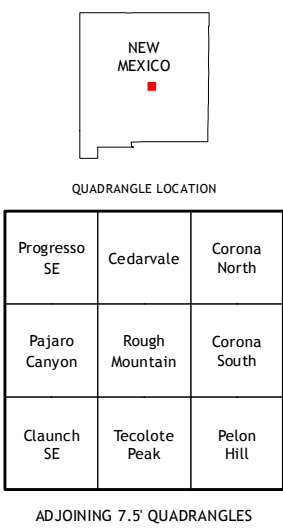 NEW
MEXICO
QUADRANGLE LOCATION
Progresso
SE
Cedarvale
Corona
North
Pajaro
Canyon
Rough
Mountain
Corona
South
Claunch
SE
Tecolote
Peak
Pelon
Hill
ADJOINING 7.5' QUADRANGLES